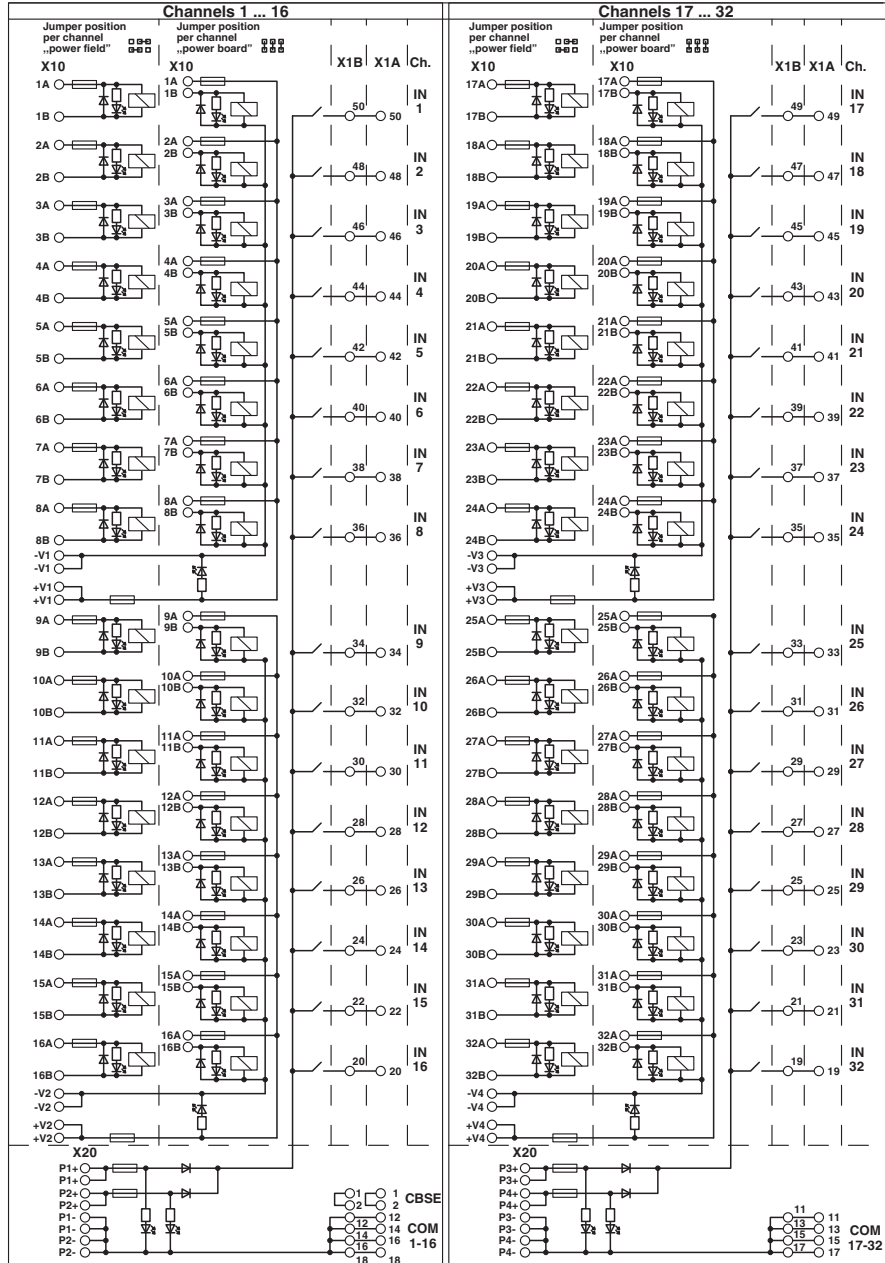 Channels 1 ... 16
Jumper position per channel „power field”
Jumper position per channel „power board”
X10 X10 X1B X1A Ch.
1A 1A 1B IN 1
1B 50 50
2A 2A 2B IN 2
2B 48 48
3A 3A 3B IN 3
3B 46 46
4A 4A 4B IN 4
4B 44 44
5A 5A 5B IN 5
5B 42 42
6A 6A 6B IN 6
6B 40 40
7A 7A 7B IN 7
7B 38 38
8A 8A 8B IN 8
8B 36 36
-V1
-V1
+V1
+V1
9A 9A 9B IN 9
9B 34 34
10A 10A 10B IN 10
10B 32 32
11A 11A 11B IN 11
11B 30 30
12A 12A 12B IN 12
12B 28 28
13A 13A 13B IN 13
13B 26 26
14A 14A 14B IN 14
14B 24 24
15A 15A 15B IN 15
15B 22 22
16A 16A 16B IN 16
16B 20 20
-V2
-V2
+V2
+V2
X20
P1+
P1+
P2+ 1 1 CBSE
P2+ 2 2
P1- 12 12 COM 1-16
P1- 14 14
P2- 16 16
P2- 18 18
Channels 17 ... 32
Jumper position per channel „power field”
Jumper position per channel „power board”
X10 X10 X1B X1A Ch.
17A 17A 17B IN 17
17B 49 49
18A 18A 18B IN 18
18B 47 47
19A 19A 19B IN 19
19B 45 45
20A 20A 20B IN 20
20B 43 43
21A 21A 21B IN 21
21B 41 41
22A 22A 22B IN 22
22B 39 39
23A 23A 23B IN 23
23B 37 37
24A 24A 24B IN 24
24B 35 35
-V3
-V3
+V3
+V3
25A 25A 25B IN 25
25B 33 33
26A 26A 26B IN 26
26B 31 31
27A 27A 27B IN 27
27B 29 29
28A 28A 28B IN 28
28B 27 27
29A 29A 29B IN 29
29B 25 25
30A 30A 30B IN 30
30B 23 23
31A 31A 31B IN 31
31B 21 21
32A 32A 32B IN 32
32B 19 19
-V4
-V4
+V4
+V4
X20
P3+
P3+
P4+
P4+
P3- 11 11 COM 17-32
P3- 13 13
P4- 15 15
P4- 17 17